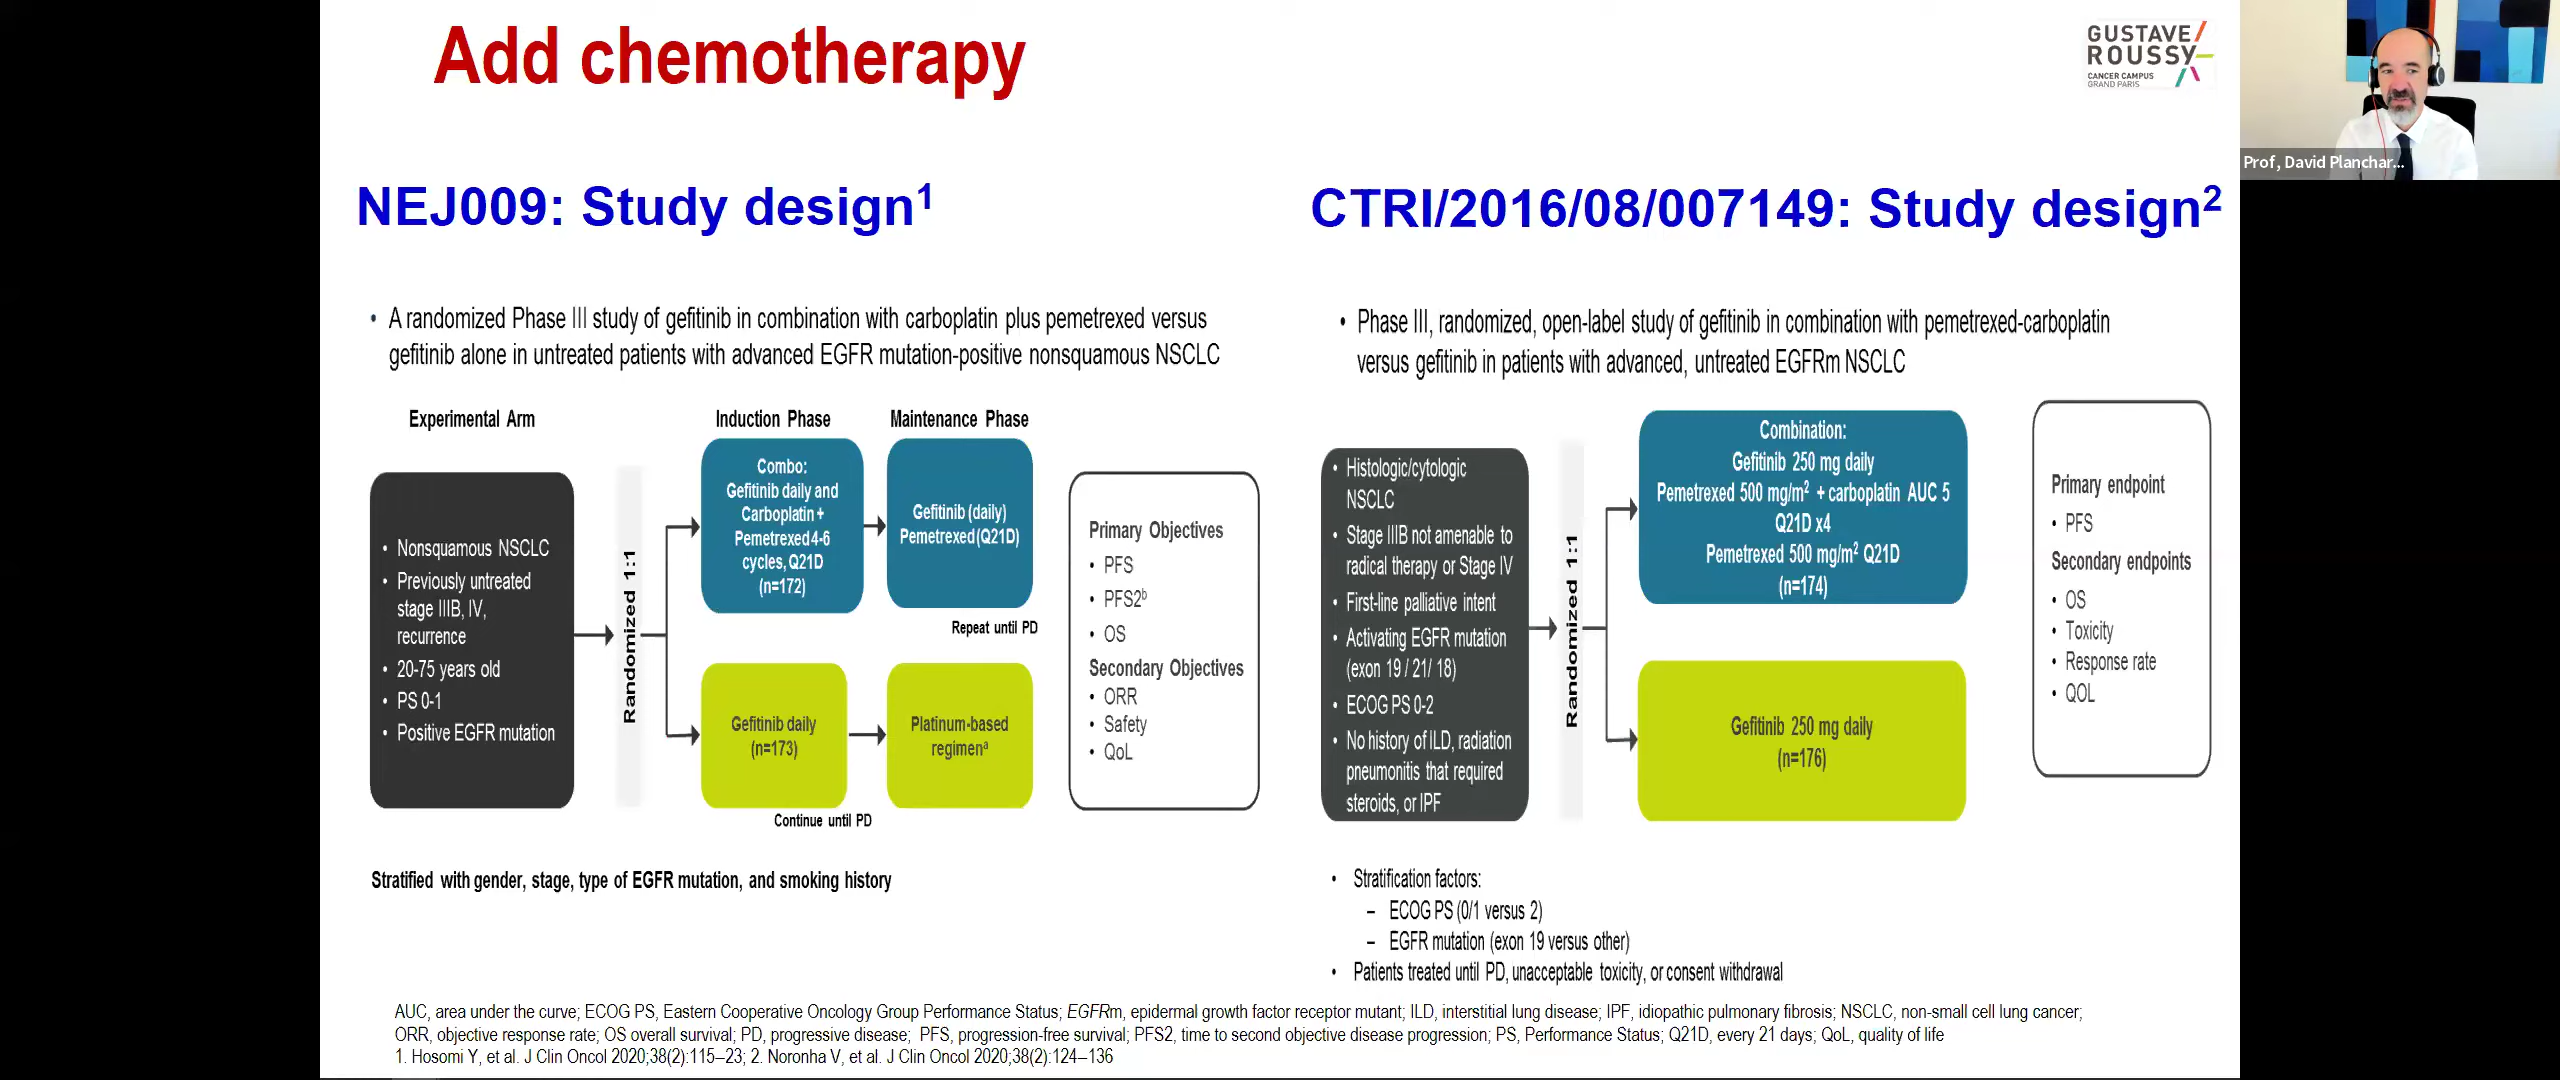 Add chemotherapy
GUSTAVE
ROUSSY
CANCER CAMPUS
GRAND PARIS
Prof, David Planchar...
NEJ009: Study design1
• A randomized Phase III study of gefitinib in combination with carboplatin plus pemetrexed versus
gefitinib alone in untreated patients with advanced EGFR mutation-positive nonsquamous NSCLC
Experimental Arm
Induction Phase
Maintenance Phase
• Nonsquamous NSCLC
• Previously untreated
stage IIIB, IV,
recurrence
• 20-75 years old
• PS 0-1
• Positive EGFR mutation
Randomized 1:1
Combo:
Gefitinib daily and
Carboplatin +
Pemetrexed 4-6
cycles, Q21D
(n=172)
Gefitinib (daily)
Pemetrexed (Q21D)
Repeat until PD
Gefitinib daily
(n=173)
Platinum-based
regimena
Continue until PD
Primary Objectives
• PFS
• PFS2b
• OS
Secondary Objectives
• ORR
• Safety
• QoL
Stratified with gender, stage, type of EGFR mutation, and smoking history
CTRI/2016/08/007149: Study design2
• Phase III, randomized, open-label study of gefitinib in combination with pemetrexed-carboplatin
versus gefitinib in patients with advanced, untreated EGFRm NSCLC
• Histologic/cytologic
NSCLC
• Stage IIIB not amenable to
radical therapy or Stage IV
• First-line palliative intent
• Activating EGFR mutation
(exon 19 / 21/ 18)
• ECOG PS 0-2
• No history of ILD, radiation
pneumonitis that required
steroids, or IPF
Randomized 1:1
Combination:
Gefitinib 250 mg daily
Pemetrexed 500 mg/m2 + carboplatin AUC 5
Q21D x4
Pemetrexed 500 mg/m2 Q21D
(n=174)
Gefitinib 250 mg daily
(n=176)
Primary endpoint
• PFS
Secondary endpoints
• OS
• Toxicity
• Response rate
• QOL
• Stratification factors:
– ECOG PS (0/1 versus 2)
– EGFR mutation (exon 19 versus other)
• Patients treated until PD, unacceptable toxicity, or consent withdrawal
AUC, area under the curve; ECOG PS, Eastern Cooperative Oncology Group Performance Status; EGFRm, epidermal growth factor receptor mutant; ILD, interstitial lung disease; IPF, idiopathic pulmonary fibrosis; NSCLC, non-small cell lung cancer;
ORR, objective response rate; OS overall survival; PD, progressive disease; PFS, progression-free survival; PFS2, time to second objective disease progression; PS, Performance Status; Q21D, every 21 days; QoL, quality of life
1. Hosomi Y, et al. J Clin Oncol 2020;38(2):115–23; 2. Noronha V, et al. J Clin Oncol 2020;38(2):124–136